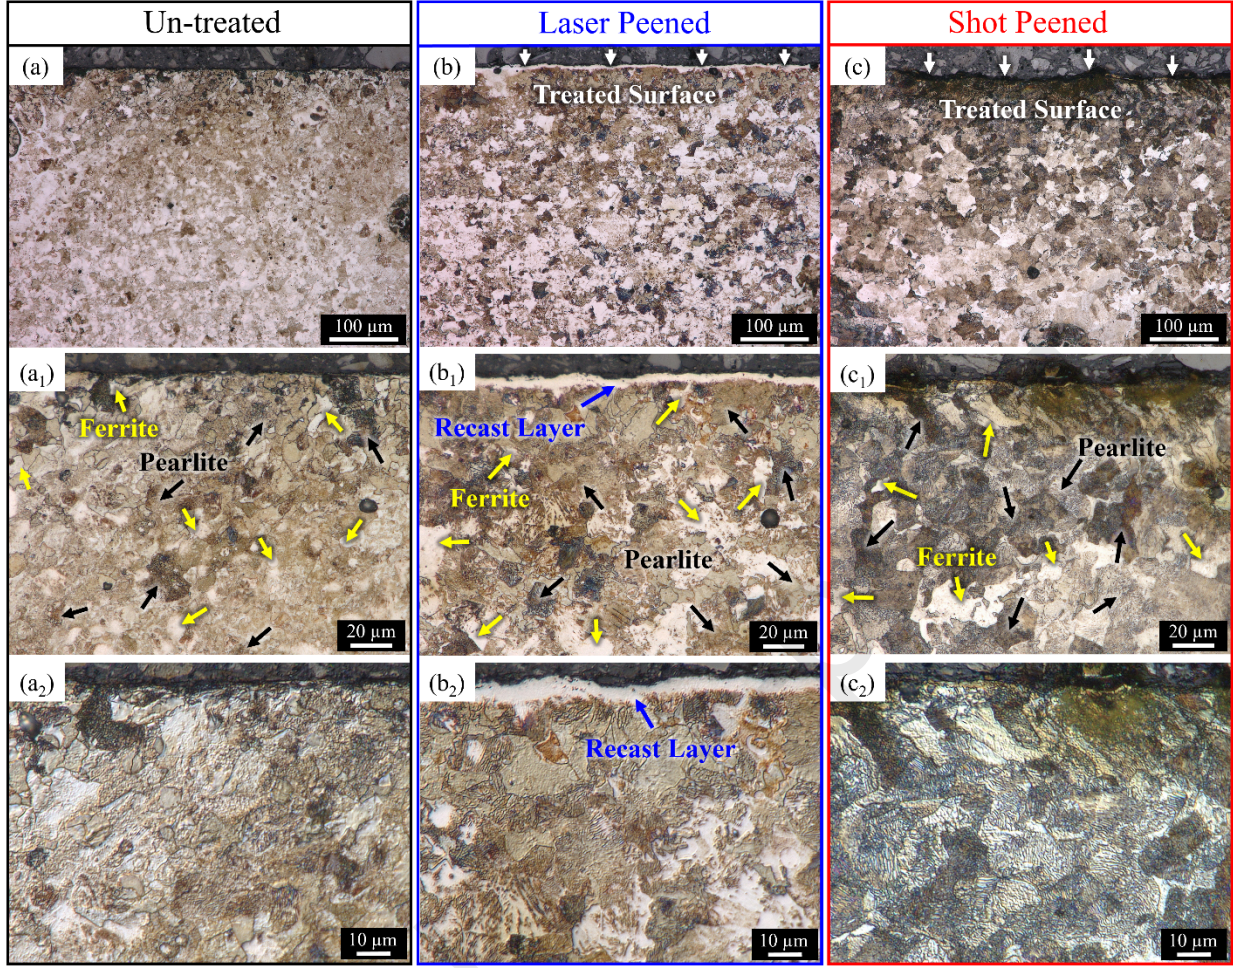 Un-treated
Laser Peened
Shot Peened
(a)
(b)
(c)
Treated Surface
Treated Surface
100 µm
100 µm
100 µm
(a₁)
(b₁)
(c₁)
Ferrite
Pearlite
20 µm
Recast Layer
Ferrite
Pearlite
20 µm
Pearlite
Ferrite
20 µm
(a₂)
(b₂)
(c₂)
Recast Layer
10 µm
10 µm
10 µm